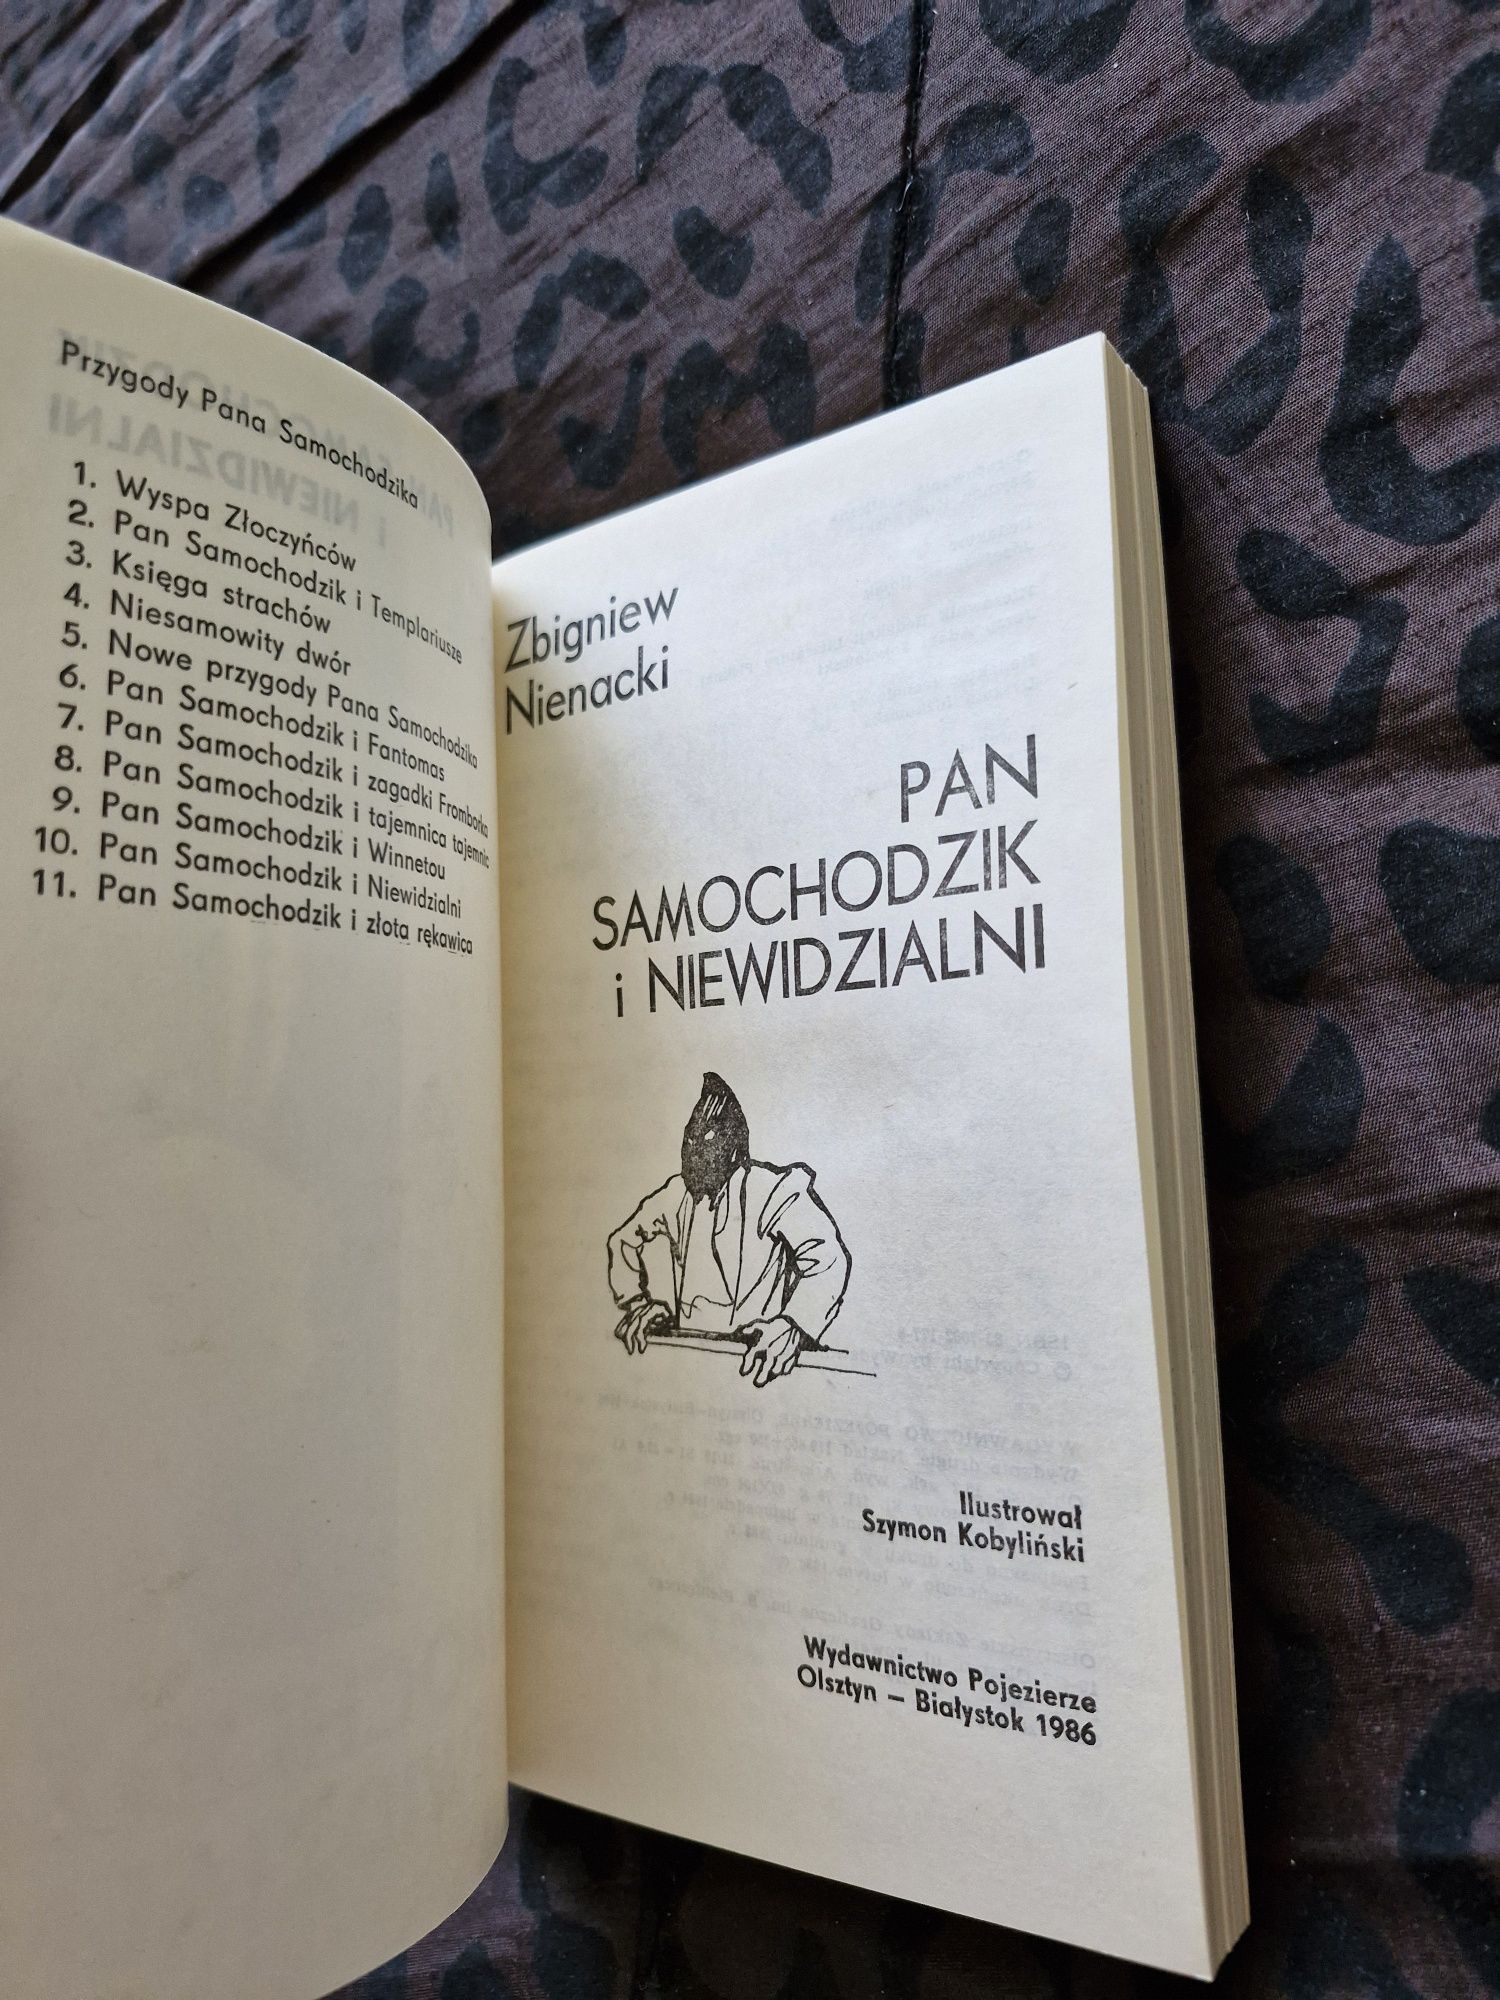 Przygody Pana Samochodzika
1. Wyspa Złoczyńców
2. Pan Samochodzik i Templariusze
3. Księga strachów
4. Niesamowity dwór
5. Nowe przygody Pana Samochodzika
6. Pan Samochodzik i Fantomas
7. Pan Samochodzik i zagadki Fromborka
8. Pan Samochodzik i tajemnica tajemnic
9. Pan Samochodzik i Winnetou
10. Pan Samochodzik i Niewidzialni
11. Pan Samochodzik i złota rękawica
Zbigniew
Nienacki
PAN
SAMOCHODZIK
i NIEWIDZIALNI
Ilustrował
Szymon Kobyliński
Wydawnictwo Pojezierze
Olsztyn – Białystok 1986